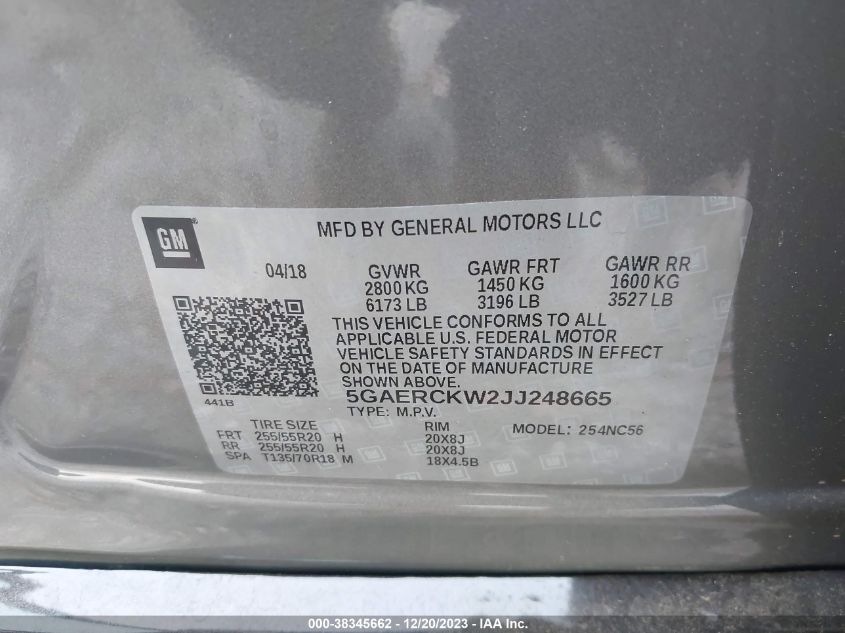 GM
MFD BY GENERAL MOTORS LLC
04/18 GVWR GAWR FRT GAWR RR
2800 KG 1450 KG 1600 KG
6173 LB 3196 LB 3527 LB
THIS VEHICLE CONFORMS TO ALL
APPLICABLE U.S. FEDERAL MOTOR
VEHICLE SAFETY STANDARDS IN EFFECT
ON THE DATE OF MANUFACTURE
SHOWN ABOVE.
441B 5GAERCKW2JJ248665
TYPE: M.P.V.
TIRE SIZE RIM MODEL: 254NC56
FRT 255/55R20 H 20X8J
RR 255/55R20 H 20X8J
SPA T135/70R18 M 18X4.5B
000-38345662 - 12/20/2023 - IAA Inc.